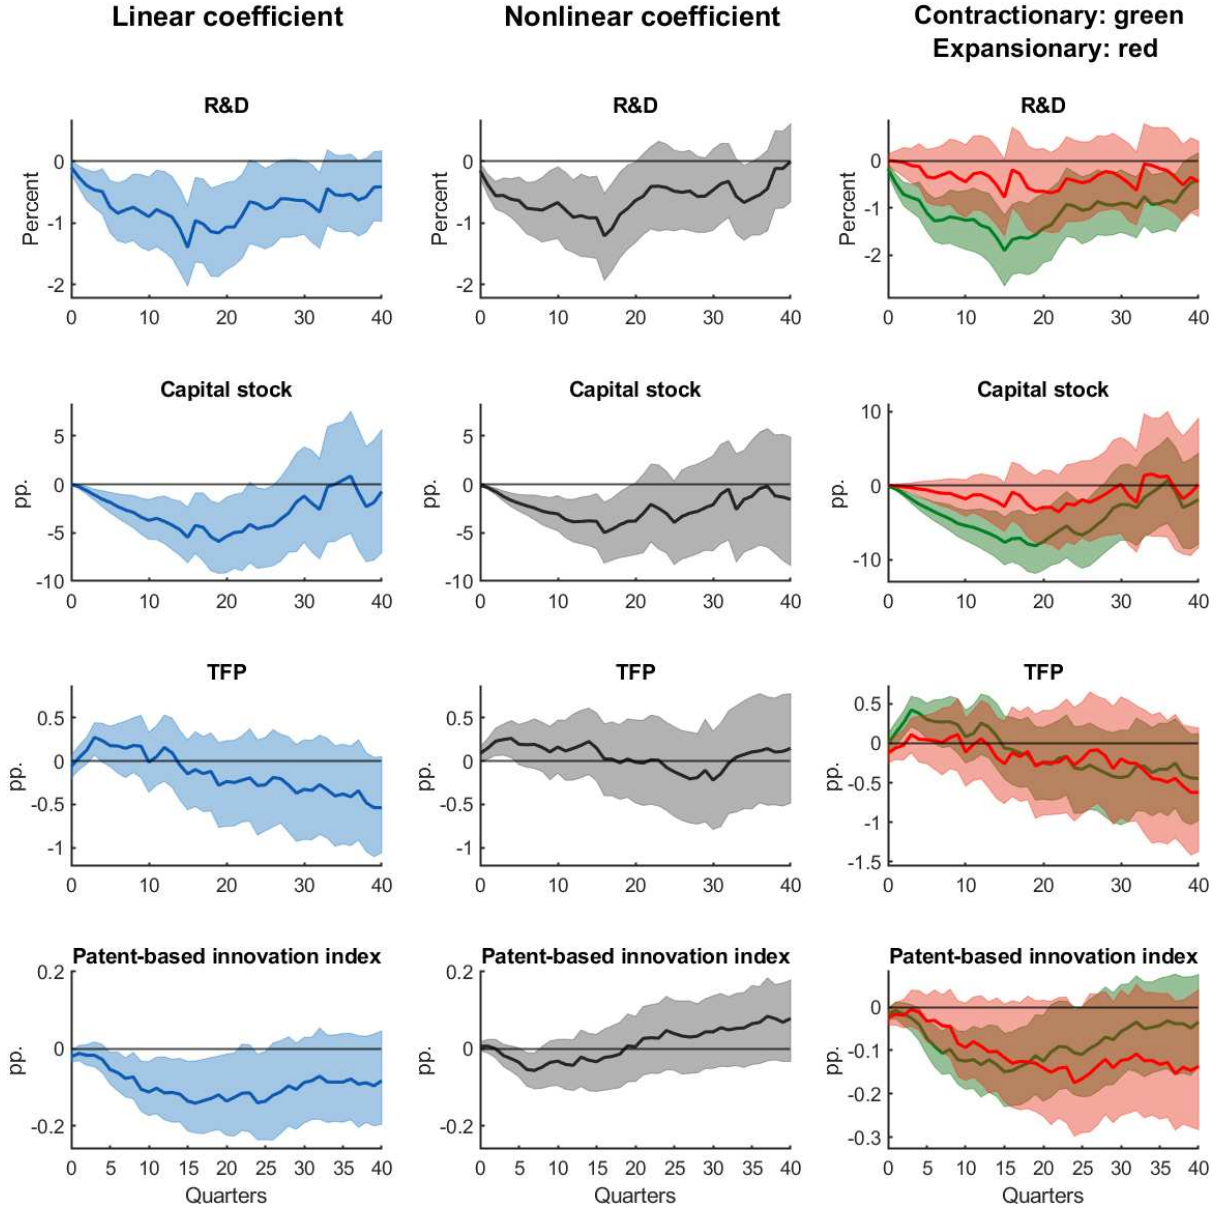 Linear coefficient
Nonlinear coefficient
Contractionary: green
Expansionary: red
R&D
R&D
R&D
Percent
0
-1
-2
0 10 20 30 40
Percent
0
-1
-2
0 10 20 30 40
Percent
0
-1
-2
0 10 20 30 40
Capital stock
Capital stock
Capital stock
pp.
5
0
-5
-10
0 10 20 30 40
pp.
5
0
-5
-10
0 10 20 30 40
pp.
10
0
-10
0 10 20 30 40
TFP
TFP
TFP
pp.
0.5
0
-0.5
-1
0 10 20 30 40
pp.
0.5
0
-0.5
-1
0 10 20 30 40
pp.
0.5
0
-0.5
-1
-1.5
0 10 20 30 40
Patent-based innovation index
Patent-based innovation index
Patent-based innovation index
pp.
0.2
0
-0.2
0 5 10 15 20 25 30 35 40
Quarters
pp.
0.2
0
-0.2
0 5 10 15 20 25 30 35 40
Quarters
pp.
0
-0.1
-0.2
-0.3
0 5 10 15 20 25 30 35 40
Quarters